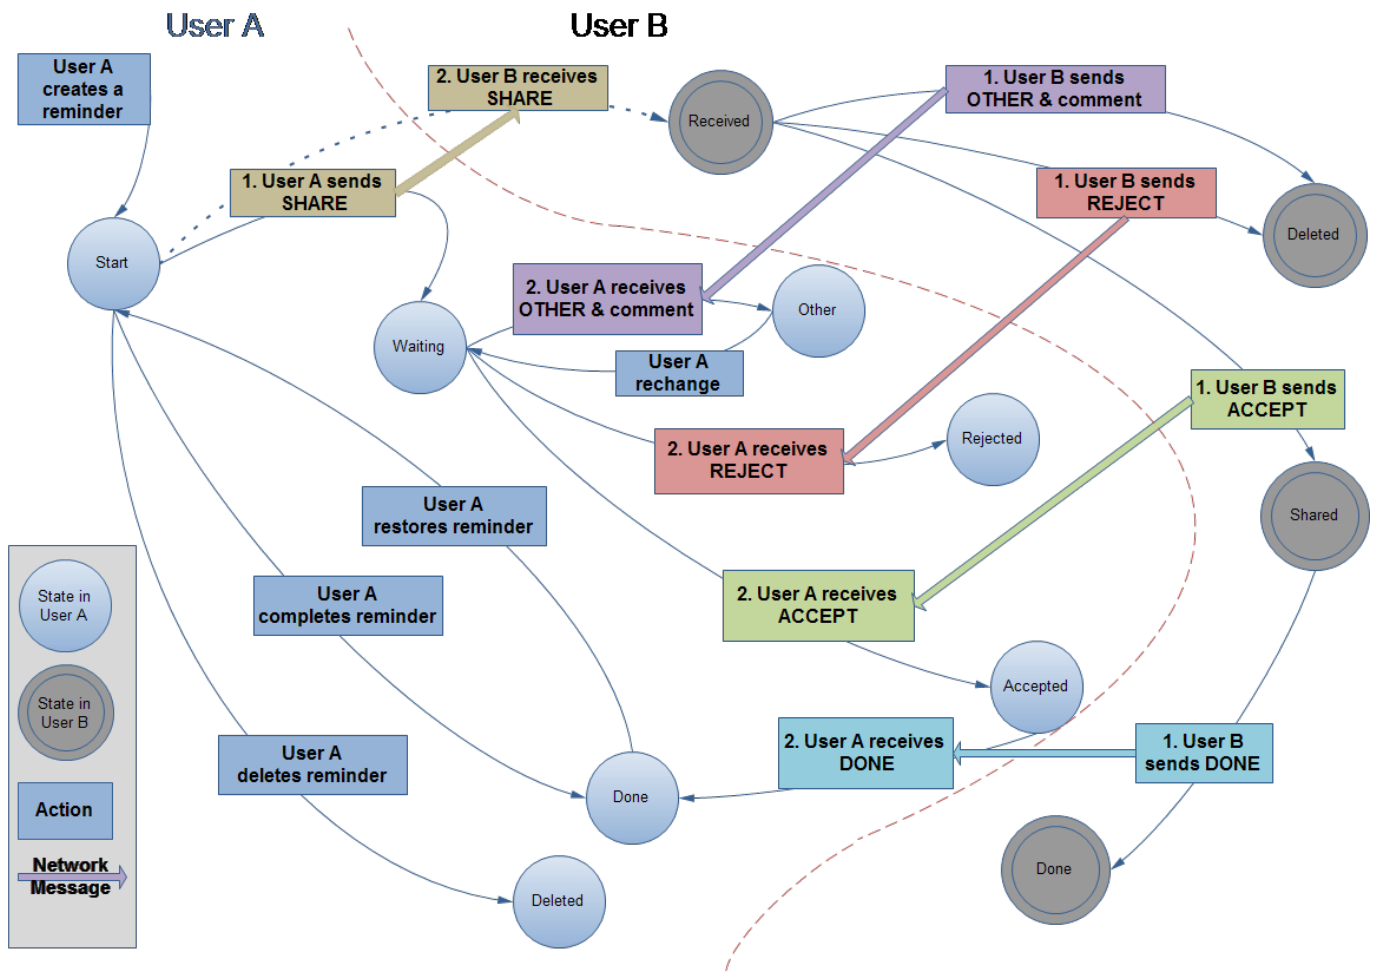 User A
User B
User A
creates a
reminder
2. User B receives
SHARE
Received
1. User B sends
OTHER & comment
1. User A sends
SHARE
1. User B sends
REJECT
Deleted
Start
2. User A receives
OTHER & comment
Other
Waiting
User A
rechange
1. User B sends
ACCEPT
2. User A receives
REJECT
Rejected
User A
restores reminder
Shared
State in
User A
User A
completes reminder
2. User A receives
ACCEPT
Accepted
State in
User B
User A
deletes reminder
2. User A receives
DONE
1. User B
sends DONE
Action
Done
Network
Message
Done
Deleted